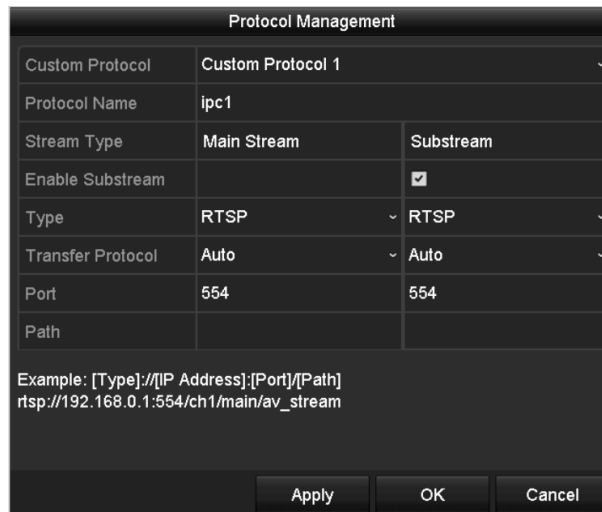 Protocol Management
Custom Protocol Custom Protocol 1
Protocol Name ipc1
Stream Type Main Stream Substream
Enable Substream
Type RTSP RTSP
Transfer Protocol Auto Auto
Port 554 554
Path
Example: [Type]://[IP Address]:[Port]/[Path]
rtsp://192.168.0.1:554/ch1/main/av_stream
Apply OK Cancel